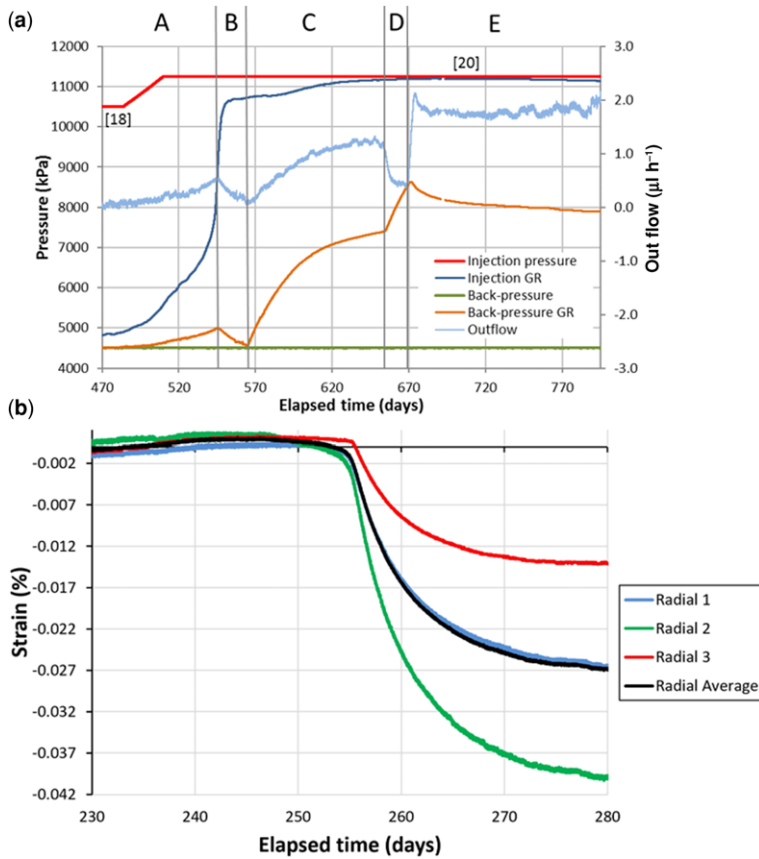 (a)
A B C D E
12000 3.0
11000 [20] 2.0
[18]
10000
9000 1.0
8000 0.0
7000 -1.0
6000 -2.0
5000
4000 -3.0
Pressure (kPa)
Out flow (µl h⁻¹)
Injection pressure
Injection GR
Back-pressure
Back-pressure GR
Outflow
470 520 570 620 670 720 770
Elapsed time (days)
(b)
-0.002
-0.007
-0.012
-0.017
-0.022
-0.027
-0.032
-0.037
-0.042
Strain (%)
Radial 1
Radial 2
Radial 3
Radial Average
230 240 250 260 270 280
Elapsed time (days)